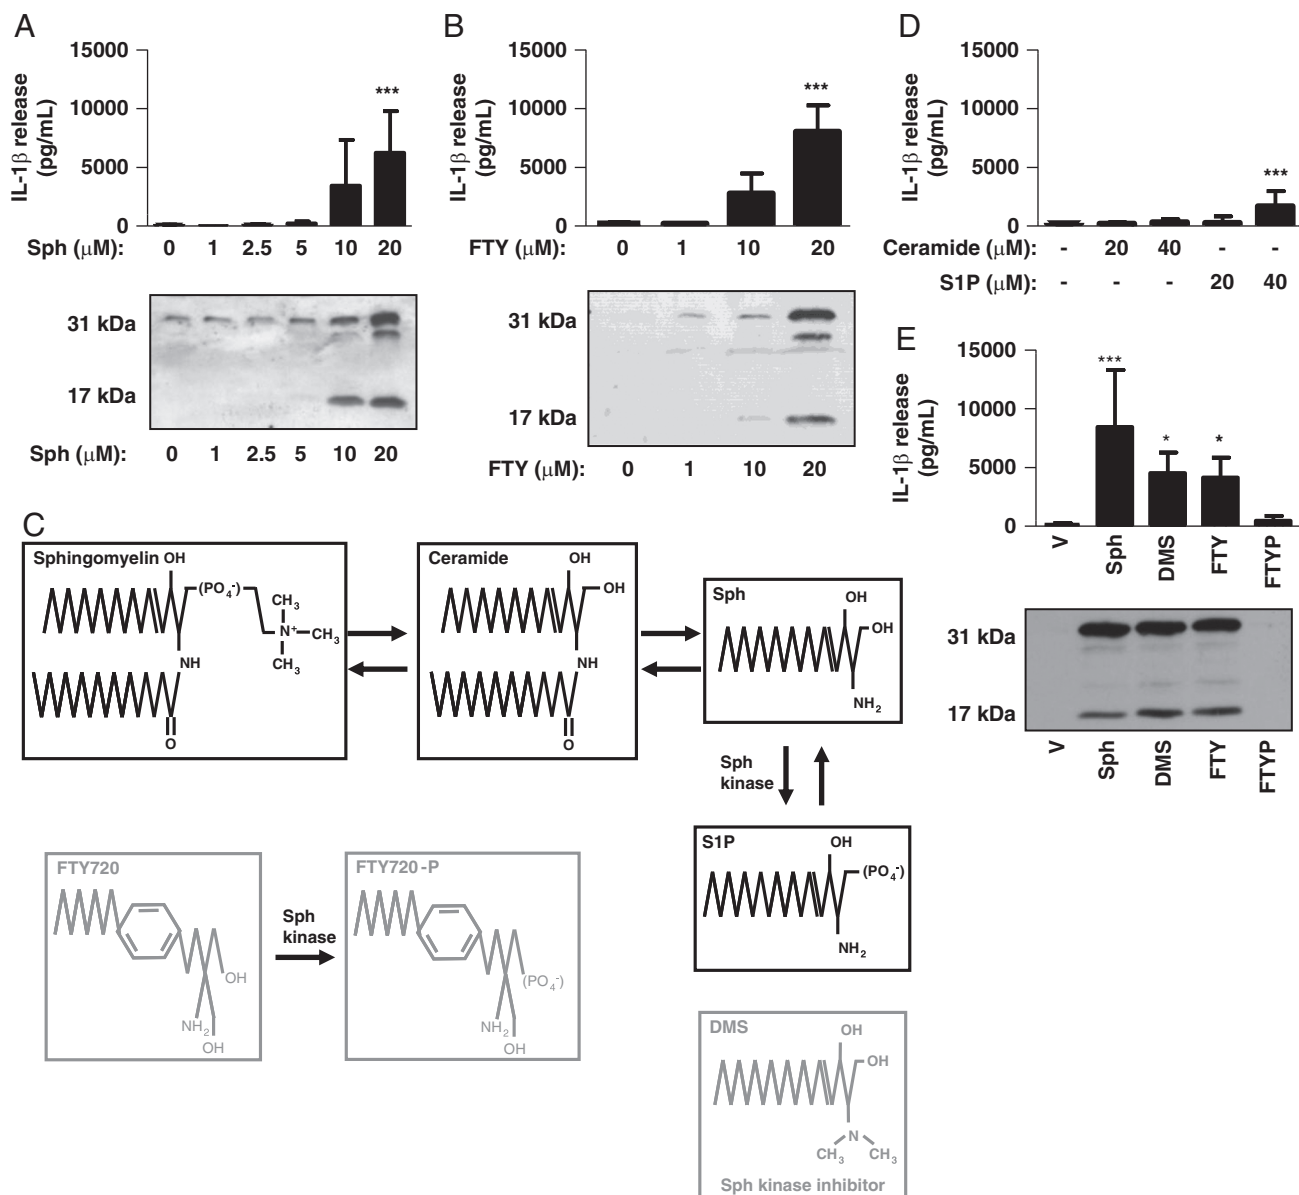 A
IL-1β release
(pg/mL)
15000
10000
5000
0
***
Sph (μM): 0 1 2.5 5 10 20
31 kDa
17 kDa
Sph (μM): 0 1 2.5 5 10 20
B
IL-1β release
(pg/mL)
15000
10000
5000
0
***
FTY (μM): 0 1 10 20
31 kDa
17 kDa
FTY (μM): 0 1 10 20
C
Sphingomyelin
OH
(PO₄⁻)
CH₃
N⁺
CH₃
CH₃
NH
O
Ceramide
OH
OH
NH
O
Sph
OH
OH
NH₂
Sph
kinase
S1P
OH
(PO₄⁻)
NH₂
FTY720
OH
NH₂
OH
Sph
kinase
FTY720-P
(PO₄⁻)
NH₂
OH
DMS
OH
OH
N
CH₃ CH₃
Sph kinase inhibitor
D
IL-1β release
(pg/mL)
15000
10000
5000
0
***
Ceramide (μM): - 20 40 - -
S1P (μM): - - - 20 40
E
IL-1β release
(pg/mL)
15000
10000
5000
0
***
*
*
V Sph DMS FTY FTYP
31 kDa
17 kDa
V Sph DMS FTY FTYP